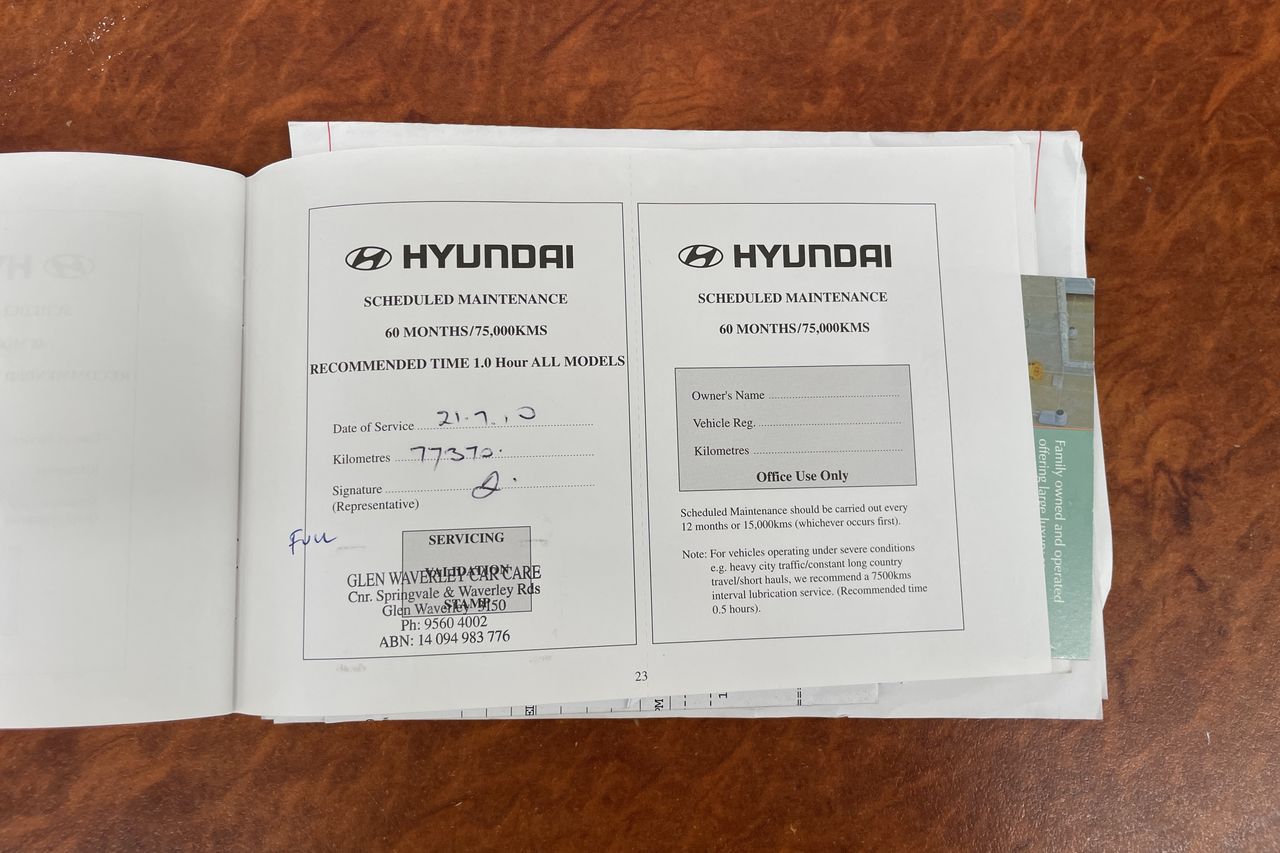 HYUNDAI
SCHEDULED MAINTENANCE
60 MONTHS/75,000KMS
RECOMMENDED TIME 1.0 Hour ALL MODELS
Date of Service 21.7.10
Kilometres 77370.
Signature
(Representative)
FULL
SERVICING
VALIDATION
STAMP
GLEN WAVERLEY CAR CARE
Cnr. Springvale & Waverley Rds
Glen Waverley 3150
Ph: 9560 4002
ABN: 14 094 983 776
HYUNDAI
SCHEDULED MAINTENANCE
60 MONTHS/75,000KMS
Owner's Name
Vehicle Reg.
Kilometres
Office Use Only
Scheduled Maintenance should be carried out every
12 months or 15,000kms (whichever occurs first).
Note: For vehicles operating under severe conditions
e.g. heavy city traffic/constant long country
travel/short hauls, we recommend a 7500kms
interval lubrication service. (Recommended time
0.5 hours).
23
Family owned and operated
offering large